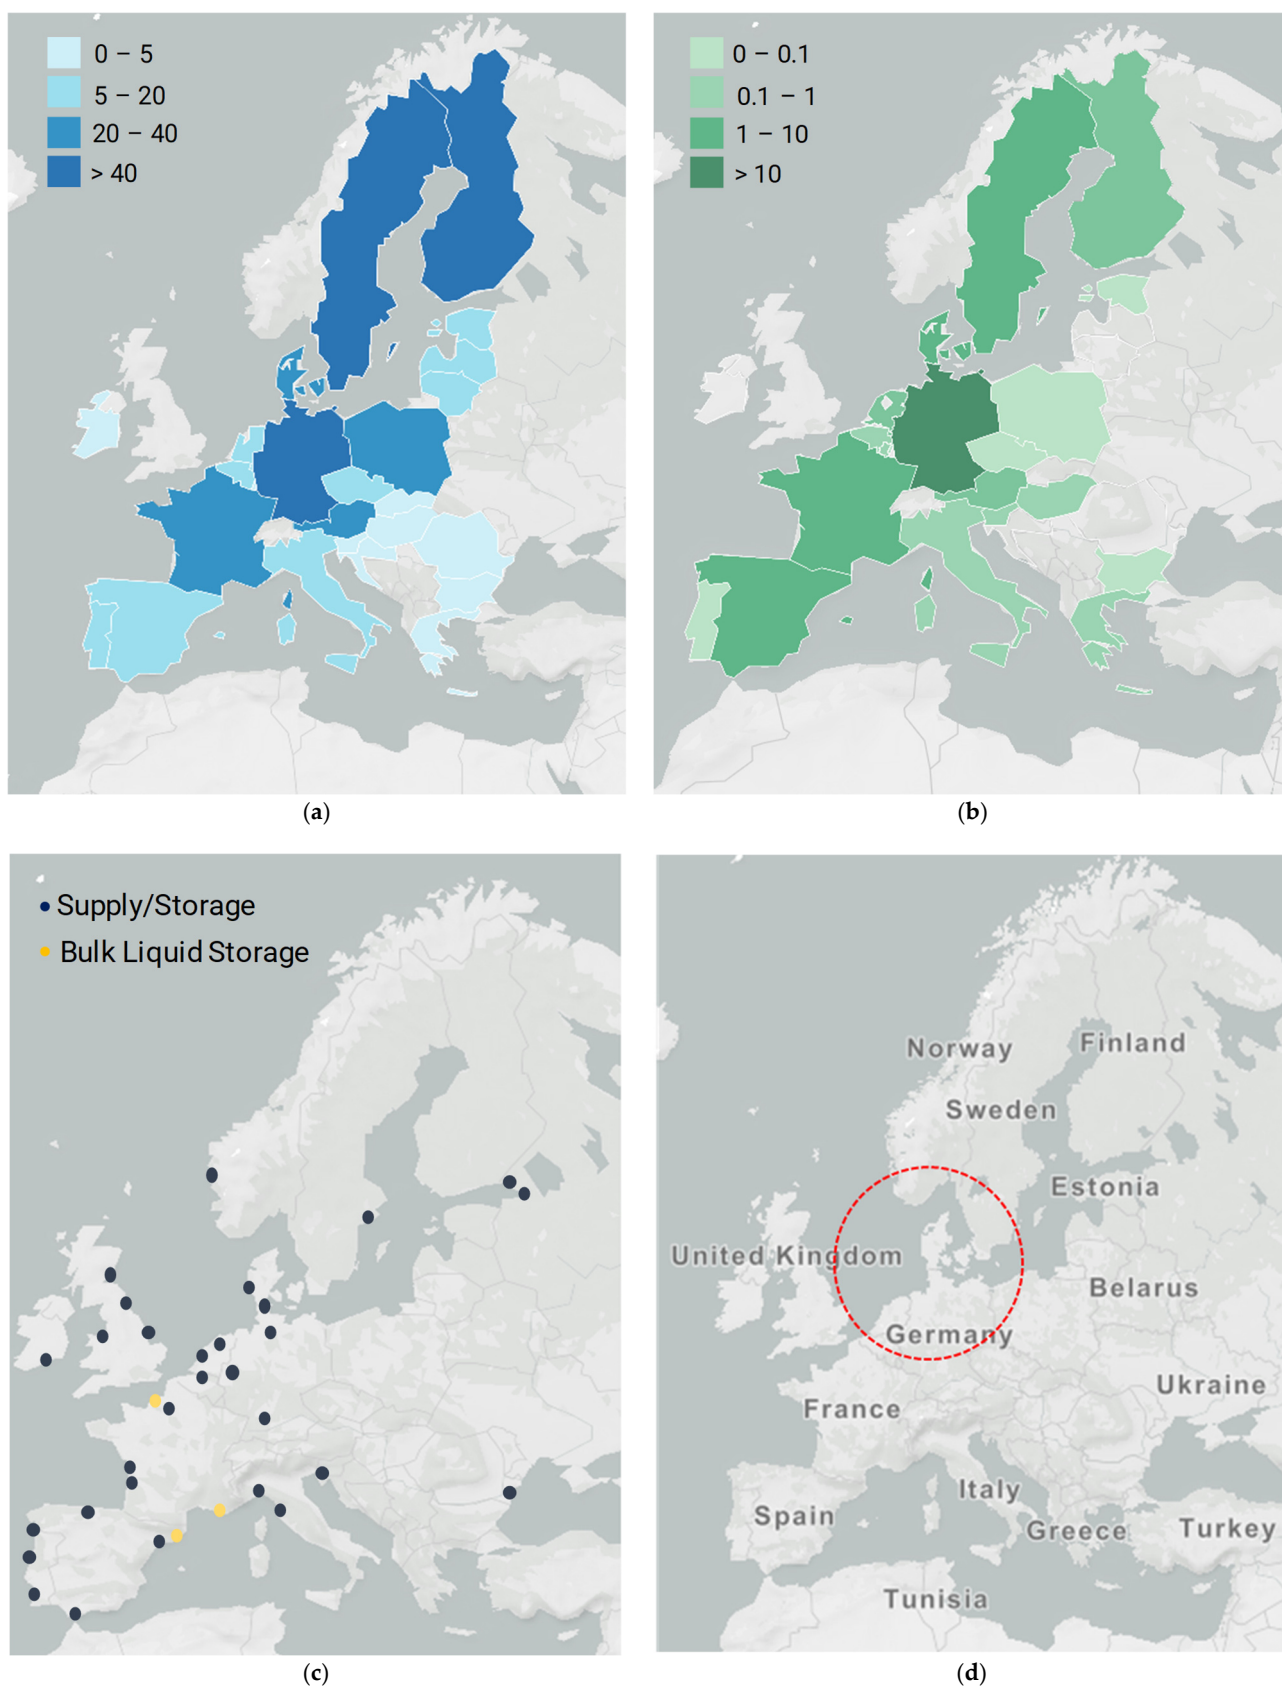 0 – 5
5 – 20
20 – 40
> 40
0 – 0.1
0.1 – 1
1 – 10
> 10
(a)
(b)
Supply/Storage
Bulk Liquid Storage
Norway
Finland
Sweden
Estonia
United Kingdom
Belarus
Germany
Ukraine
France
Italy
Spain
Greece
Turkey
Tunisia
(c)
(d)